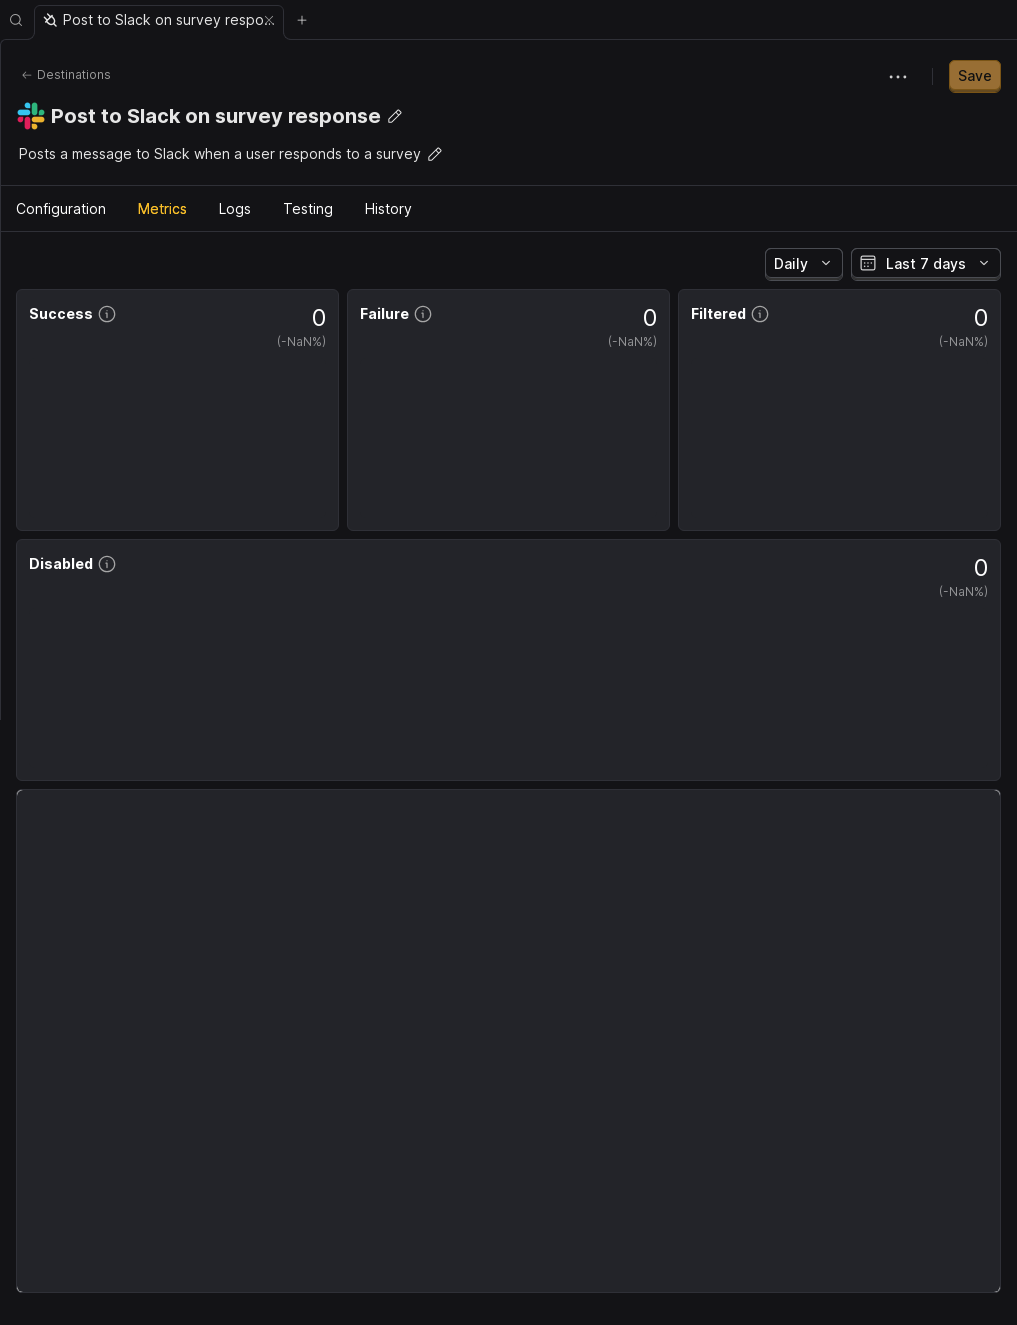 Post to Slack on survey respo...
Destinations
Save
Post to Slack on survey response
Posts a message to Slack when a user responds to a survey
Configuration Metrics Logs Testing History
Daily Last 7 days
Success 0
(-NaN%)
Failure 0
(-NaN%)
Filtered 0
(-NaN%)
Disabled 0
(-NaN%)